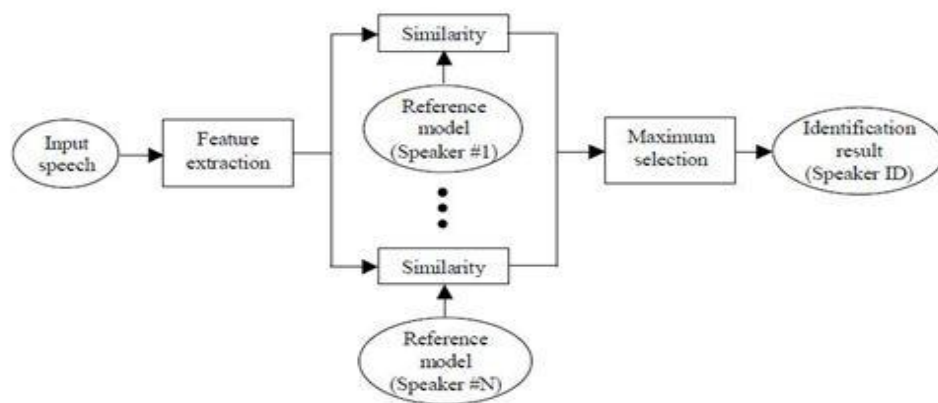 Input
speech
Feature
extraction
Similarity
Reference
model
(Speaker #1)
Similarity
Reference
model
(Speaker #N)
Maximum
selection
Identification
result
(Speaker ID)